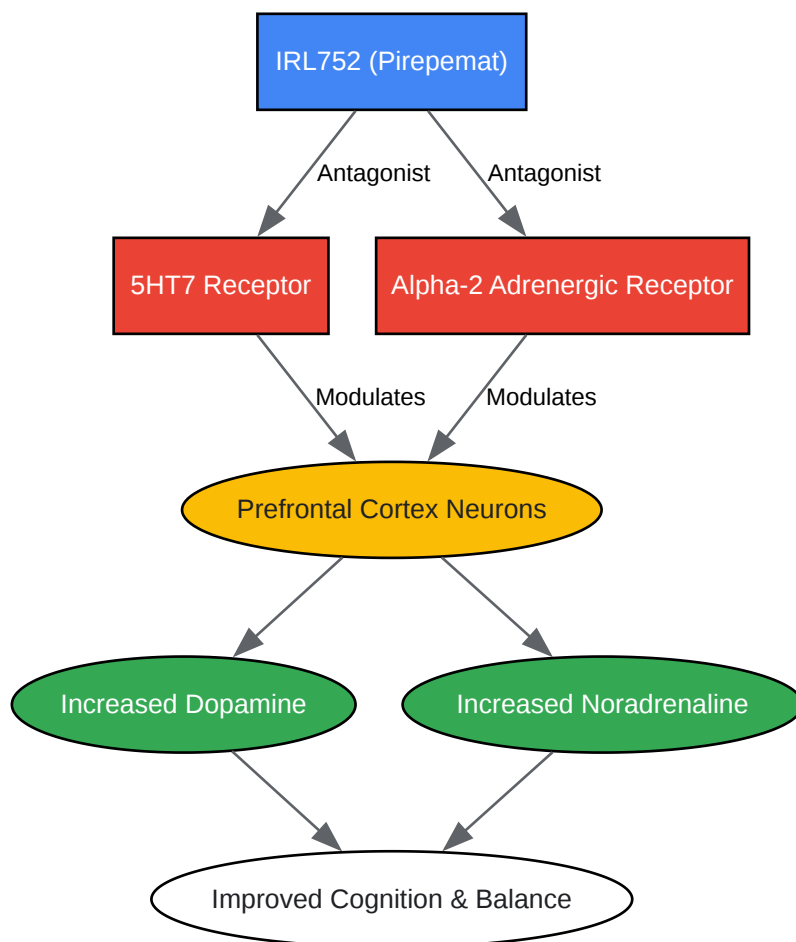 IRL752 (Pirepemat)
Antagonist
Antagonist
5HT7 Receptor
Alpha-2 Adrenergic Receptor
Modulates
Modulates
Prefrontal Cortex Neurons
Increased Dopamine
Increased Noradrenaline
Improved Cognition & Balance